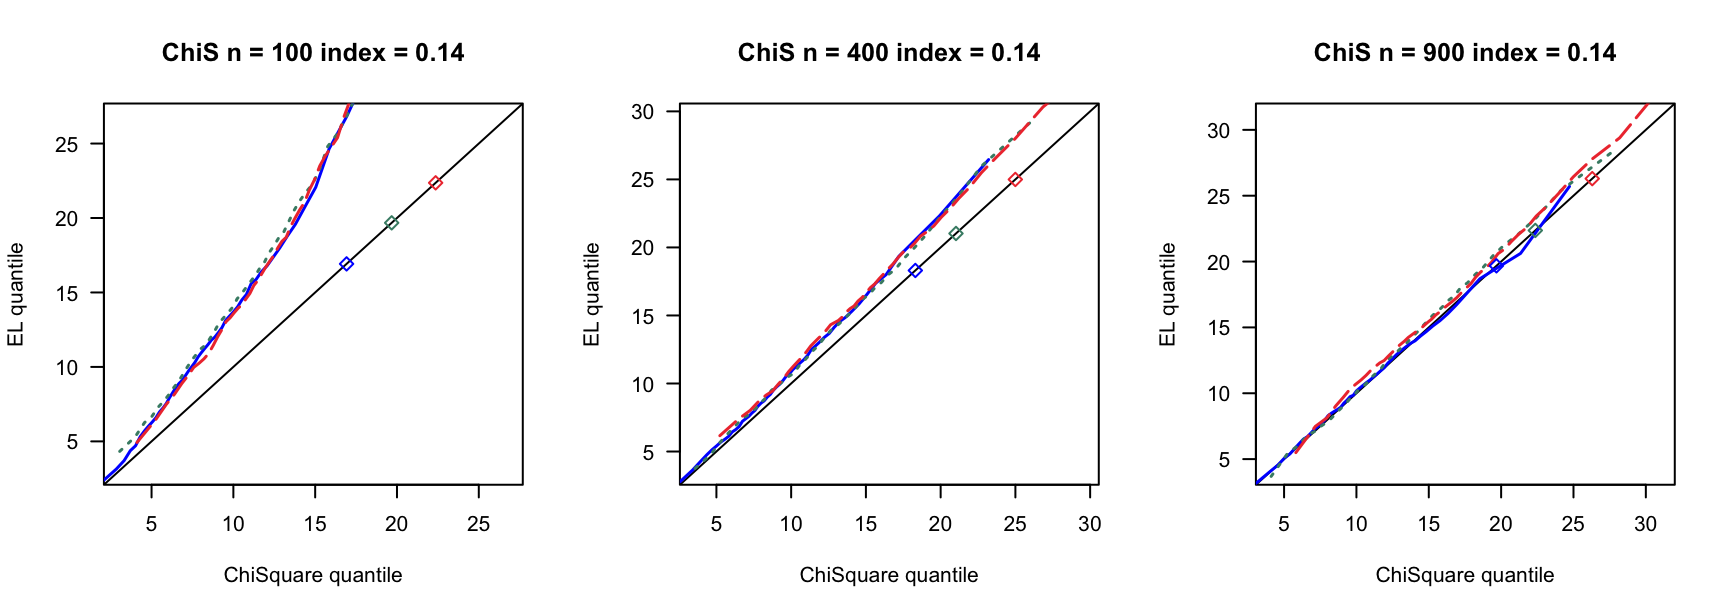 ChiS n = 100 index = 0.14
25
20
15
10
5
EL quantile
5 10 15 20 25
ChiSquare quantile
ChiS n = 400 index = 0.14
30
25
20
15
10
5
EL quantile
5 10 15 20 25 30
ChiSquare quantile
ChiS n = 900 index = 0.14
30
25
20
15
10
5
EL quantile
5 10 15 20 25 30
ChiSquare quantile